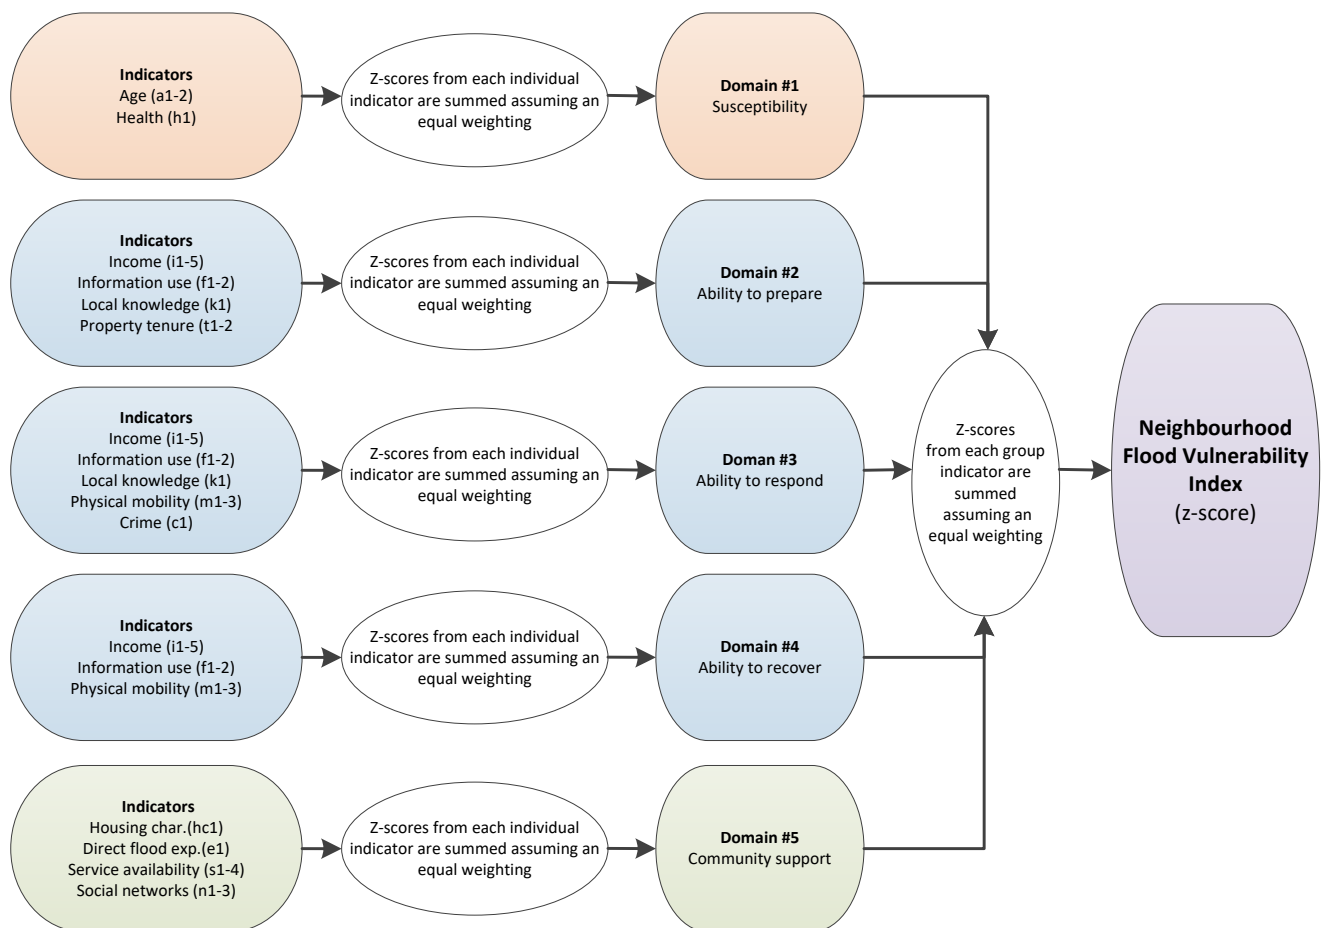 Indicators
Age (a1-2)
Health (h1)
Z-scores from each individual
indicator are summed assuming an
equal weighting
Domain #1
Susceptibility
Indicators
Income (i1-5)
Information use (f1-2)
Local knowledge (k1)
Property tenure (t1-2
Z-scores from each individual
indicator are summed assuming an
equal weighting
Domain #2
Ability to prepare
Indicators
Income (i1-5)
Information use (f1-2)
Local knowledge (k1)
Physical mobility (m1-3)
Crime (c1)
Z-scores from each individual
indicator are summed assuming an
equal weighting
Doman #3
Ability to respond
Indicators
Income (i1-5)
Information use (f1-2)
Physical mobility (m1-3)
Z-scores from each individual
indicator are summed assuming an
equal weighting
Domain #4
Ability to recover
Indicators
Housing char.(hc1)
Direct flood exp.(e1)
Service availability (s1-4)
Social networks (n1-3)
Z-scores from each individual
indicator are summed assuming an
equal weighting
Domain #5
Community support
Z-scores
from each group
indicator are
summed
assuming an
equal weighting
Neighbourhood
Flood Vulnerability
Index
(z-score)